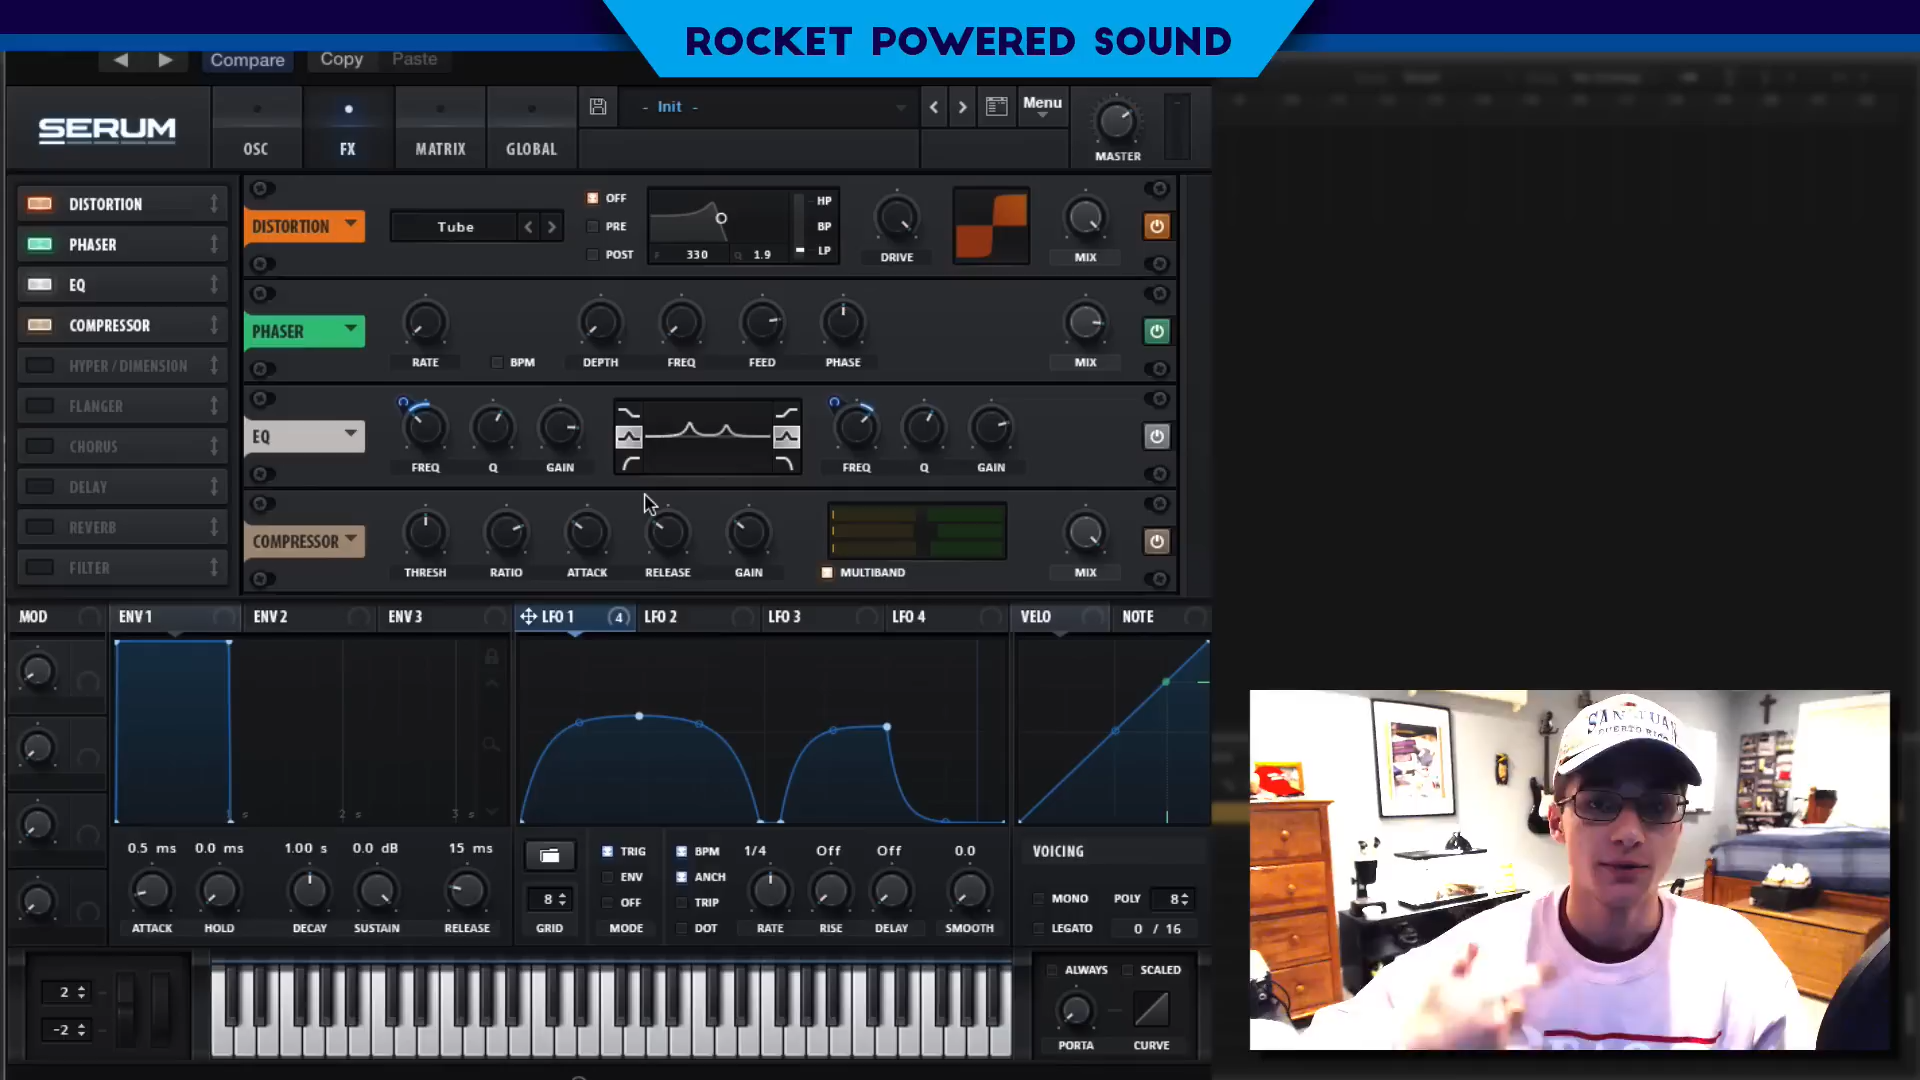 ROCKET POWERED SOUND
Compare Copy Paste
SERUM
OSC FX MATRIX GLOBAL
- Init -
Menu
MASTER
DISTORTION
PHASER
EQ
COMPRESSOR
HYPER / DIMENSION
FLANGER
CHORUS
DELAY
REVERB
FILTER
DISTORTION
Tube
OFF
PRE
POST
F 330 Q 1.9
HP
BP
LP
DRIVE
MIX
PHASER
RATE BPM DEPTH FREQ FEED PHASE MIX
EQ
FREQ Q GAIN FREQ Q GAIN
COMPRESSOR
THRESH RATIO ATTACK RELEASE GAIN MULTIBAND MIX
MOD ENV 1 ENV 2 ENV 3 LFO 1 4 LFO 2 LFO 3 LFO 4 VELO NOTE
s 2 s 3 s
0.5 ms 0.0 ms 1.00 s 0.0 dB 15 ms
ATTACK HOLD DECAY SUSTAIN RELEASE
8
GRID
TRIG
ENV
OFF
MODE
BPM
ANCH
TRIP
DOT
1/4 Off Off 0.0
RATE RISE DELAY SMOOTH
VOICING
MONO POLY 8
LEGATO 0 / 16
2
-2
ALWAYS SCALED
PORTA CURVE
PUERTO RICO